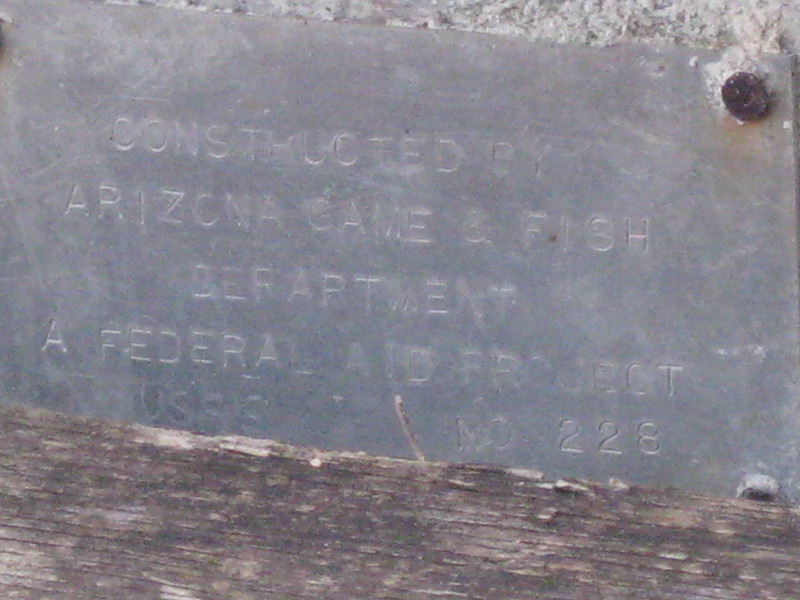 CONSTRUCTED BY
ARIZONA GAME & FISH
DEPARTMENT
A FEDERAL AID PROJECT
NO 228